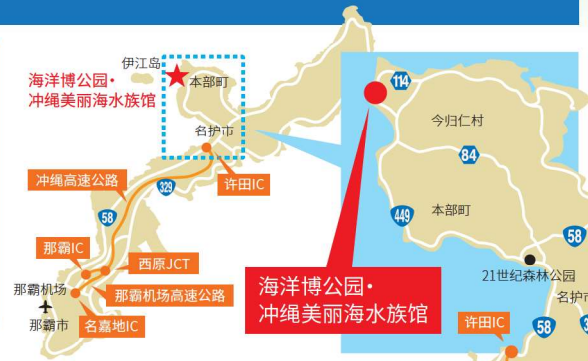 伊江岛
海洋博公园・
冲绳美丽海水族馆
本部町
名护市
冲绳高速公路
329
许田IC
58
那霸IC
西原JCT
那霸机场
那霸机场高速公路
那霸市
名嘉地IC
114
今归仁村
84
449
本部町
58
21世纪森林公园
名护
海洋博公园・
冲绳美丽海水族馆
许田IC
58